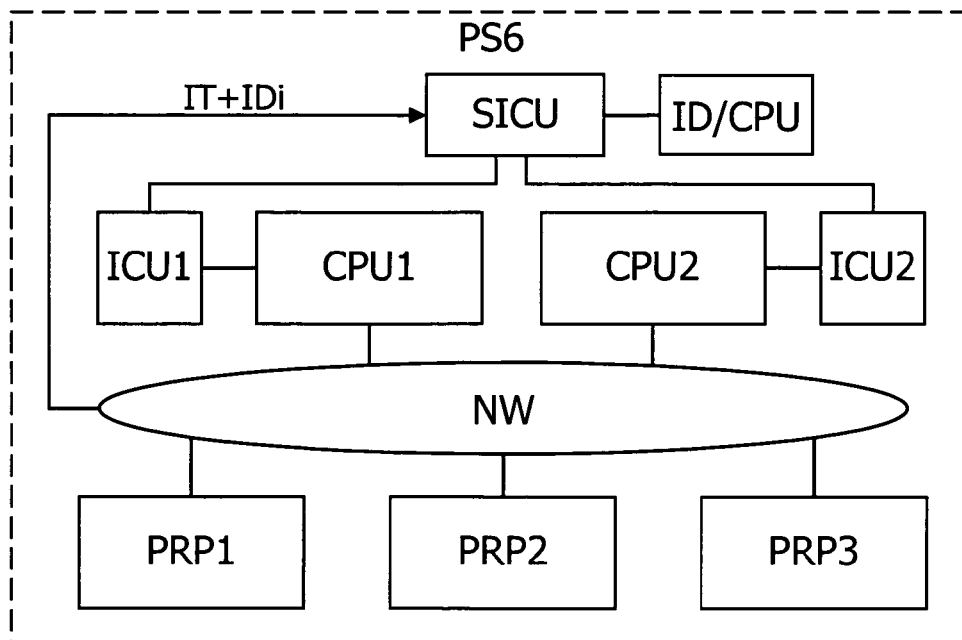 PS6
IT+IDi
SICU
ID/CPU
ICU1
CPU1
CPU2
ICU2
NW
PRP1
PRP2
PRP3